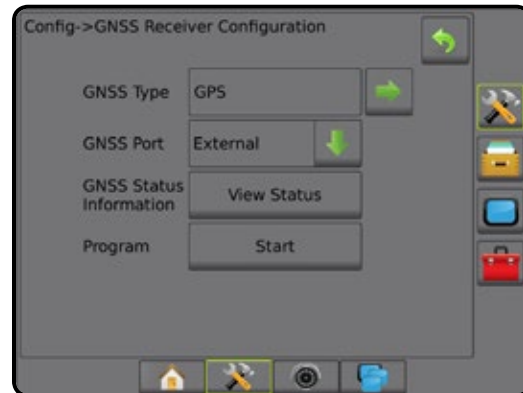 Config->GNSS Receiver Configuration
GNSS Type GPS
GNSS Port External
GNSS Status
Information
View Status
Program Start